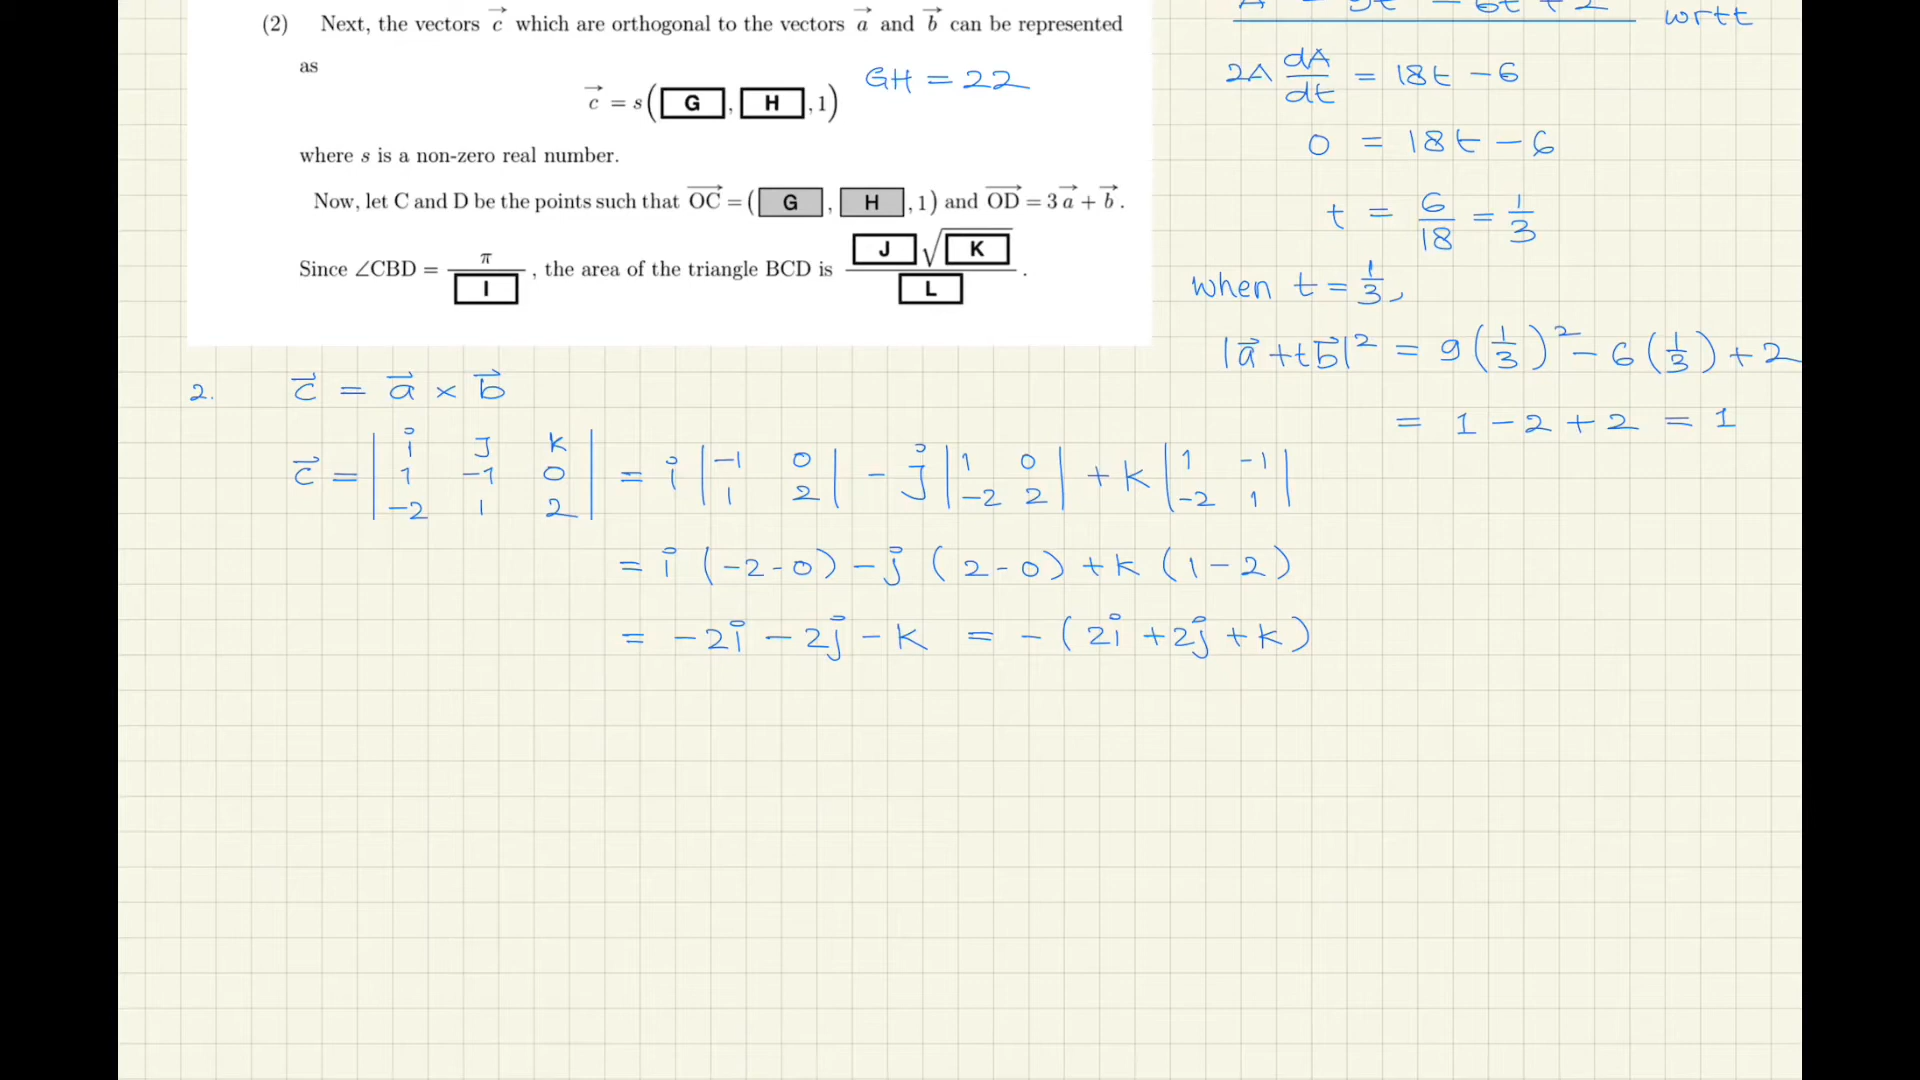 (2) Next, the vectors c⃗ which are orthogonal to the vectors a⃗ and b⃗ can be represented
as
c⃗ = s( G , H , 1)
GH = 22
where s is a non-zero real number.
Now, let C and D be the points such that OC⃗ = ( G , H , 1) and OD⃗ = 3a⃗ + b⃗.
Since ∠CBD = π/ I , the area of the triangle BCD is J √ K / L .
wrtt
2A dA/dt = 18t - 6
0 = 18t - 6
t = 6/18 = 1/3
when t = 1/3,
|a⃗ + tb⃗|² = 9(1/3)² - 6(1/3) + 2
= 1 - 2 + 2 = 1
2. c⃗ = a⃗ × b⃗
c⃗ = | i J K ; 1 -1 0 ; -2 1 2 | = i | -1 0 ; 1 2 | - j | 1 0 ; -2 2 | + k | 1 -1 ; -2 1 |
= i (-2-0) - j (2-0) + k (1-2)
= -2i - 2j - k = - (2i + 2j + k)